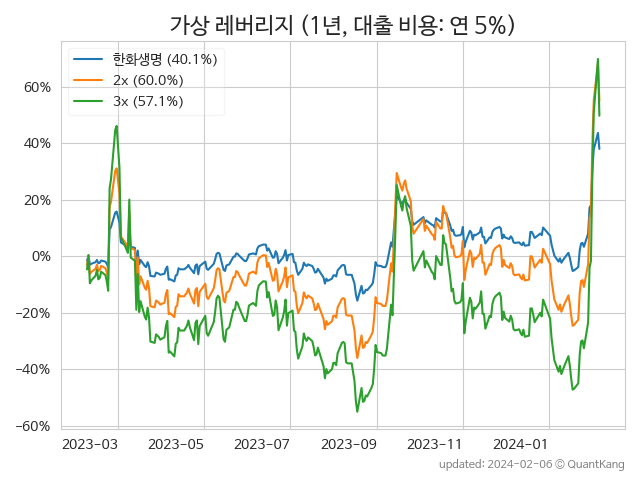 가상 레버리지 (1년, 대출 비용: 연 5%)
한화생명 (40.1%)
2x (60.0%)
3x (57.1%)
60%
40%
20%
0%
−20%
−40%
−60%
2023-03
2023-05
2023-07
2023-09
2023-11
2024-01
updated: 2024-02-06 © QuantKang